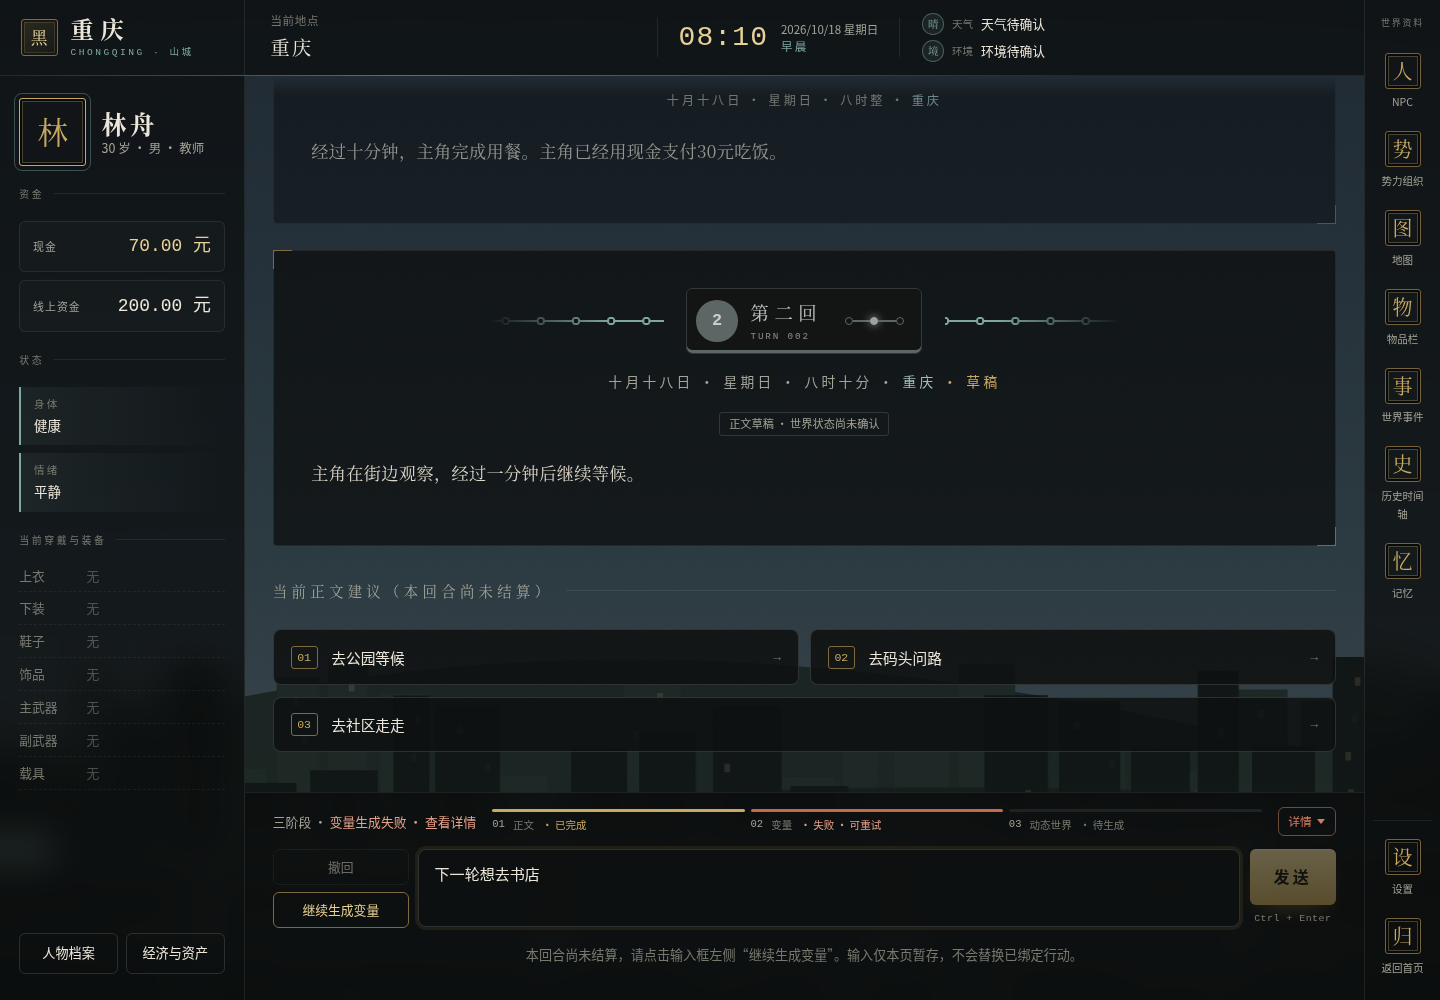 黑
重庆
CHONGQING · 山城
当前地点
重庆
08:10
2026/10/18 星期日
早晨
晴 天气 天气待确认
境 环境 环境待确认
林
林舟
30 岁 · 男 · 教师
资金
现金 70.00 元
线上资金 200.00 元
状态
身体
健康
情绪
平静
当前穿戴与装备
上衣 无
下装 无
鞋子 无
饰品 无
主武器 无
副武器 无
载具 无
人物档案 经济与资产
十月十八日 · 星期日 · 八时整 · 重庆
经过十分钟，主角完成用餐。主角已经用现金支付30元吃饭。
2 第二回
TURN 002
十月十八日 · 星期日 · 八时十分 · 重庆 · 草稿
正文草稿 · 世界状态尚未确认
主角在街边观察，经过一分钟后继续等候。
当前正文建议（本回合尚未结算）
01 去公园等候 →
02 去码头问路 →
03 去社区走走 →
三阶段 · 变量生成失败 · 查看详情
01 正文 · 已完成
02 变量 · 失败 · 可重试
03 动态世界 · 待生成
详情
撤回
继续生成变量
下一轮想去书店
发送
Ctrl + Enter
本回合尚未结算，请点击输入框左侧“继续生成变量”。输入仅本页暂存，不会替换已绑定行动。
世界资料
人
NPC
势
势力组织
图
地图
物
物品栏
事
世界事件
史
历史时间
轴
忆
记忆
设
设置
归
返回首页